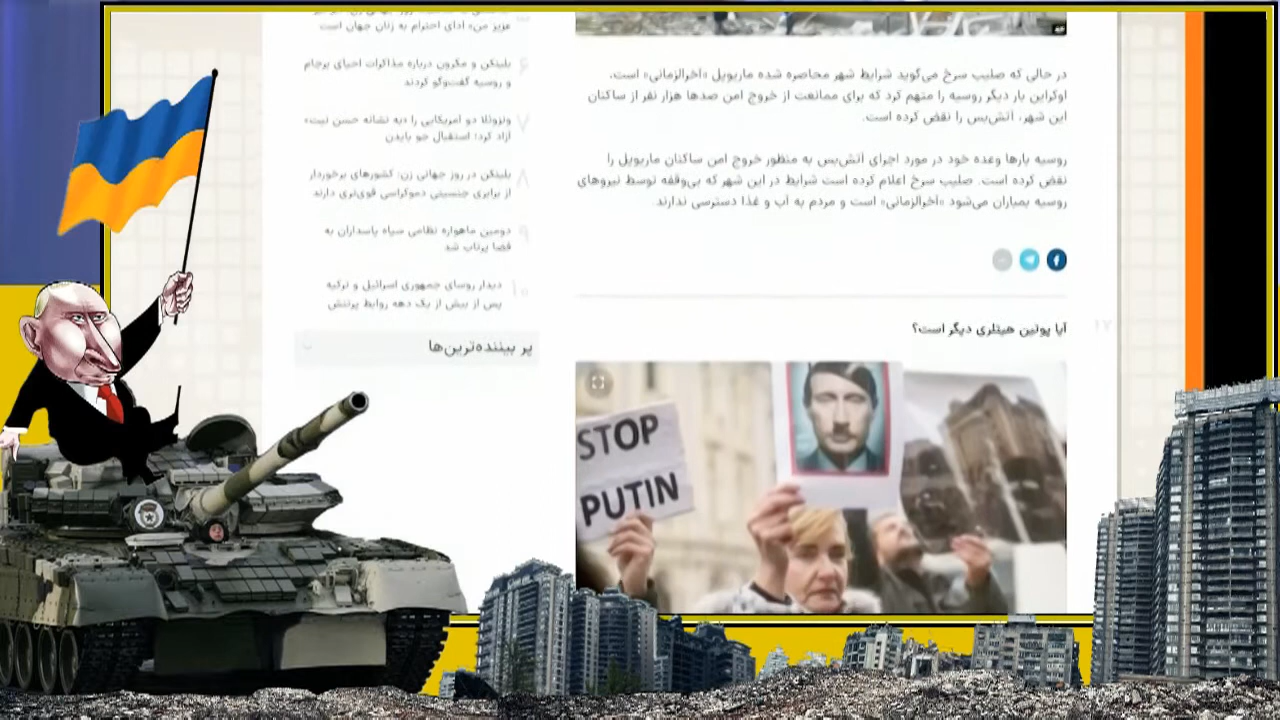 در حالی که صلیب سرخ می‌گوید شرایط شهر محاصره شده ماریوپل «آخرالزمانی» است،
اوکراین بار دیگر روسیه را متهم کرد که برای ممانعت از خروج امن صدها هزار نفر از ساکنان
این شهر، آتش‌بس را نقض کرده است.
روسیه بارها وعده خود در مورد اجرای آتش‌بس به منظور خروج امن ساکنان ماریوپل را
نقض کرده است. صلیب سرخ اعلام کرده است شرایط در این شهر که بی‌وقفه توسط نیروهای
روسیه بمباران می‌شود «آخرالزمانی» است و مردم به آب و غذا دسترسی ندارند.
۱۷
آیا پوتین هیتلری دیگر است؟
STOP
PUTIN
عزیز من» ادای احترام به زنان جهان است
۶
بلینکن و مکرون درباره مذاکرات احیای برجام
و روسیه گفت‌وگو کردند
۷
ونزوئلا دو آمریکایی را «به نشانه حسن نیت»
آزاد کرد؛ استقبال جو بایدن
۸
بلینکن در روز جهانی زن: کشورهای برخوردار
از برابری جنسیتی دموکراسی قوی‌تری دارند
۹
دومین ماهواره نظامی سپاه پاسداران به
فضا پرتاب شد
۱۰
دیدار روسای جمهوری اسرائیل و ترکیه
پس از بیش از یک دهه روابط پرتنش
پر بیننده‌ترین‌ها